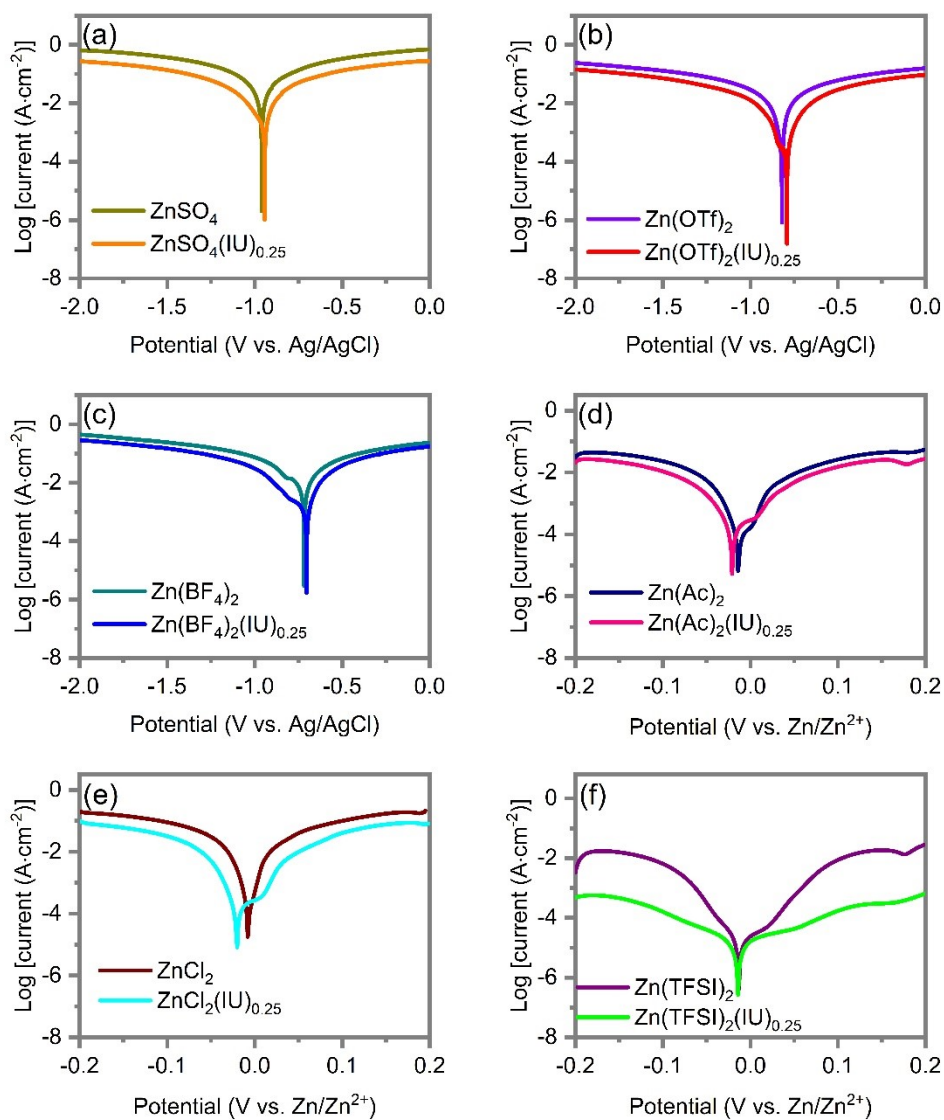 (a)
Log [current (A·cm⁻²)]
0
-2
-4
-6
-8
ZnSO₄
ZnSO₄(IU)₀.₂₅
-2.0 -1.5 -1.0 -0.5 0.0
Potential (V vs. Ag/AgCl)
(b)
Log [current (A·cm⁻²)]
0
-2
-4
-6
-8
Zn(OTf)₂
Zn(OTf)₂(IU)₀.₂₅
-2.0 -1.5 -1.0 -0.5 0.0
Potential (V vs. Ag/AgCl)
(c)
Log [current (A·cm⁻²)]
0
-2
-4
-6
-8
Zn(BF₄)₂
Zn(BF₄)₂(IU)₀.₂₅
-2.0 -1.5 -1.0 -0.5 0.0
Potential (V vs. Ag/AgCl)
(d)
Log [current (A·cm⁻²)]
0
-2
-4
-6
-8
Zn(Ac)₂
Zn(Ac)₂(IU)₀.₂₅
-0.2 -0.1 0.0 0.1 0.2
Potential (V vs. Zn/Zn²⁺)
(e)
Log [current (A·cm⁻²)]
0
-2
-4
-6
-8
ZnCl₂
ZnCl₂(IU)₀.₂₅
-0.2 -0.1 0.0 0.1 0.2
Potential (V vs. Zn/Zn²⁺)
(f)
Log [current (A·cm⁻²)]
0
-2
-4
-6
-8
Zn(TFSI)₂
Zn(TFSI)₂(IU)₀.₂₅
-0.2 -0.1 0.0 0.1 0.2
Potential (V vs. Zn/Zn²⁺)